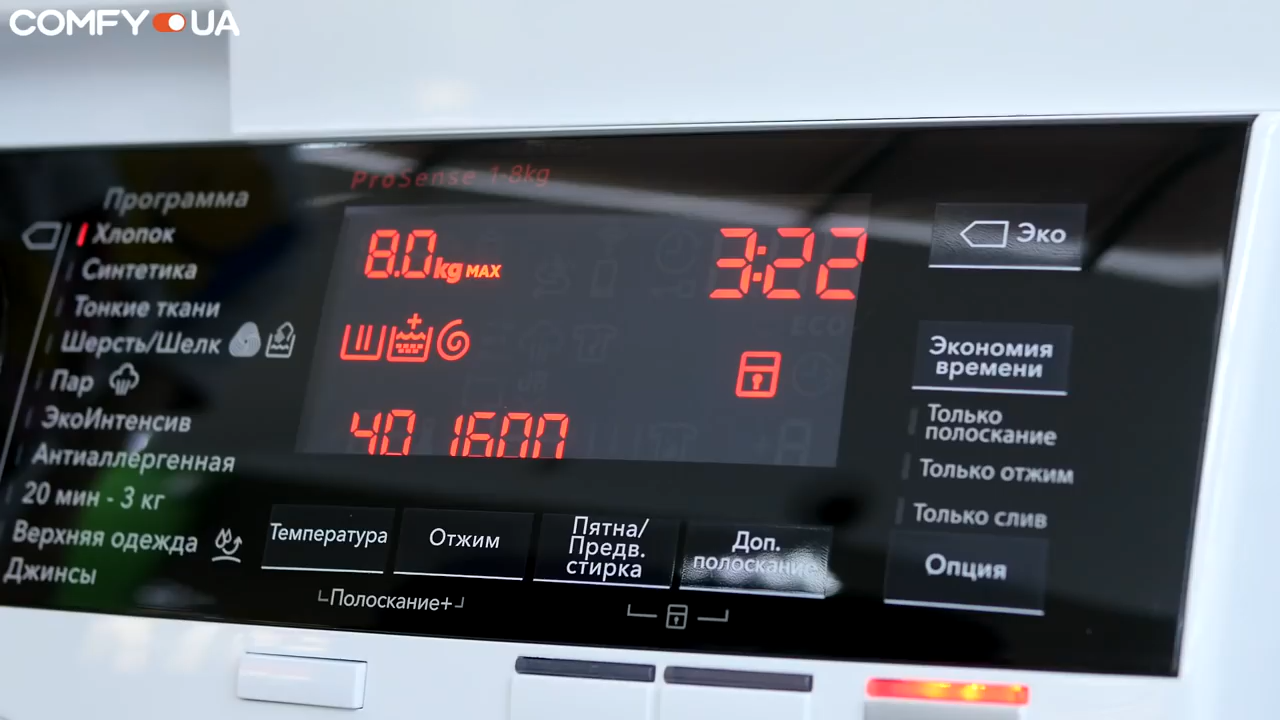 COMFY UA
ProSense 1-8kg
Программа
Хлопок
Синтетика
Тонкие ткани
Шерсть/Шелк
Пар
ЭкоИнтенсив
Антиаллергенная
20 мин - 3 кг
Верхняя одежда
Джинсы
8.0 kg MAX
3:22
40 1600
ECO
Температура
Отжим
Пятна/
Предв.
стирка
Доп.
полоскание
Полоскание+
Эко
Экономия
времени
Только
полоскание
Только отжим
Только слив
Опция